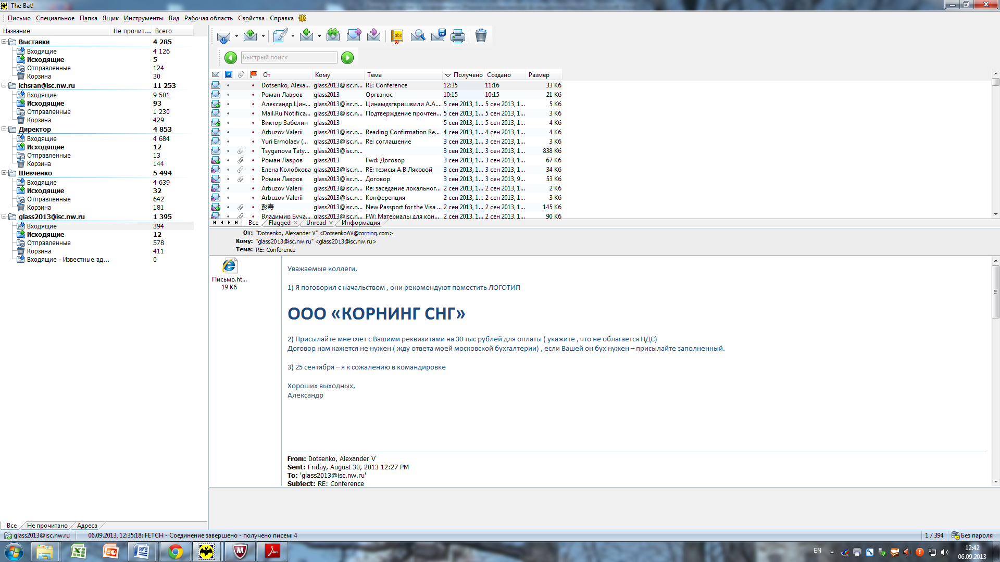 The Bat!
Письмо Специальное Папка Ящик Инструменты Вид Рабочая область Свойства Справка
Название Не прочит... Всего
Выставки 4 285
Входящие 4 126
Исходящие 5
Отправленные 124
Корзина 30
ichsran@isc.nw.ru 11 253
Входящие 9 501
Исходящие 93
Отправленные 1 230
Корзина 429
Директор 4 853
Входящие 4 684
Исходящие 12
Отправленные 13
Корзина 144
Шевченко 5 494
Входящие 4 639
Исходящие 32
Отправленные 642
Корзина 181
glass2013@isc.nw.ru 1 395
Входящие 394
Исходящие 12
Отправленные 578
Корзина 411
Входящие - Известные ад... 0
Все Не прочитано Адреса
Быстрый поиск
От Кому Тема Получено Создано Размер
Dotsenko, Alexa... glass2013@isc.n... RE: Conference 12:35 11:16 33 Кб
Роман Лавров glass2013 Оргвзнос 10:15 10:15 21 Кб
Александр Цин... glass2013@isc.n... Цинамдзгвришвили А.А.... 5 сен 2013, 1... 5 сен 2013, 1... 5 Кб
Mail.Ru Notifica... glass2013@isc.n... Подтверждение прочтен... 5 сен 2013, 1... 5 сен 2013, 1... 3 Кб
Виктор Забелин glass2013 5 сен 2013, 1... 5 сен 2013, 1... 4 Кб
Arbuzov Valerii glass2013@isc.n... Reading Confirmation Re... 4 сен 2013, 1... 4 сен 2013, 1... 4 Кб
Yuri Ermolaev (... glass2013@isc.n... Re: соглашение 3 сен 2013, 1... 3 сен 2013, 1... 3 Кб
Tsyganova Taty... glass2013@isc.n... 3 сен 2013, 1... 3 сен 2013, 1... 838 Кб
Роман Лавров glass2013 Fwd: Договор 3 сен 2013, 1... 3 сен 2013, 1... 67 Кб
Елена Колобкова glass2013@isc.n... RE: тезисы А.В.Ляковой 3 сен 2013, 1... 3 сен 2013, 1... 34 Кб
Роман Лавров glass2013@isc.n... Договор 3 сен 2013, 1... 3 сен 2013, 9... 53 Кб
Arbuzov Valerii glass2013@isc.n... Re: заседание локальног... 2 сен 2013, 1... 2 сен 2013, 1... 2 Кб
Arbuzov Valerii glass2013@isc.n... Конференция 2 сен 2013, 1... 2 сен 2013, 1... 3 Кб
彭寿 glass2013@isc.n... New Passport for the Visa ... 2 сен 2013, 1... 2 сен 2013, 1... 145 Кб
Владимир Буча... glass2013@isc.n... FW: Материалы для кон... 2 сен 2013, 1... 2 сен 2013, 1... 90 Кб
Все Flagged Unread Информация
От: "Dotsenko, Alexander V" <DotsenkoAV@corning.com>
Кому: "glass2013@isc.nw.ru" <glass2013@isc.nw.ru>
Тема: RE: Conference
Письмо.ht...
19 Кб
Уважаемые коллеги,
1) Я поговорил с начальством , они рекомендуют поместить ЛОГОТИП
ООО «КОРНИНГ СНГ»
2) Присылайте мне счет с Вашими реквизитами на 30 тыс рублей для оплаты ( укажите , что не облагается НДС)
Договор нам кажется не нужен ( жду ответа моей московской бухгалтерии) , если Вашей он бух нужен – присылайте заполненный.
3) 25 сентября – я к сожалению в командировке
Хороших выходных,
Александр
From: Dotsenko, Alexander V
Sent: Friday, August 30, 2013 12:27 PM
To: 'glass2013@isc.nw.ru'
Subject: RE: Conference
glass2013@isc.nw.ru 06.09.2013, 12:35:18: FETCH - Соединение завершено - получено писем: 4 1 / 394 Без пароля
EN 12:42
06.09.2013